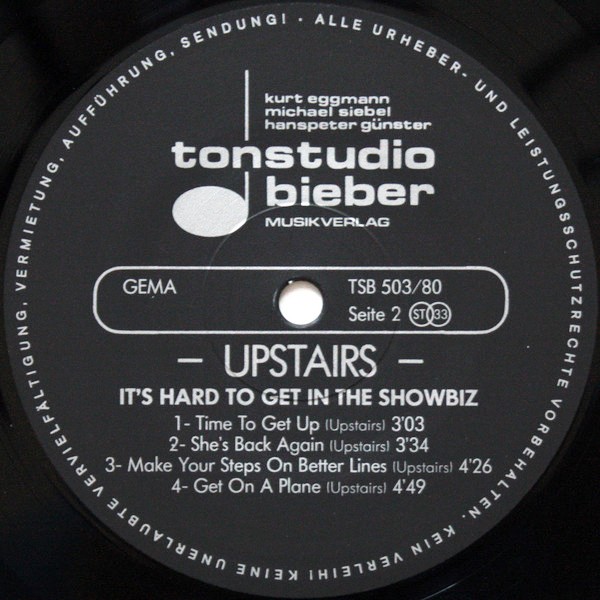 ALLE URHEBER- UND LEISTUNGSSCHUTZRECHTE VORBEHALTEN. KEIN VERLEIH! KEINE UNERLAUBTE VERVIELFÄLTIGUNG, VERMIETUNG, AUFFÜHRUNG, SENDUNG! ·
kurt eggmann
michael siebel
hanspeter günster
tonstudio
bieber
MUSIKVERLAG
GEMA
TSB 503/80
Seite 2 ST 33
– UPSTAIRS –
IT'S HARD TO GET IN THE SHOWBIZ
1- Time To Get Up (Upstairs) 3'03
2- She's Back Again (Upstairs) 3'34
3- Make Your Steps On Better Lines (Upstairs) 4'26
4- Get On A Plane (Upstairs) 4'49